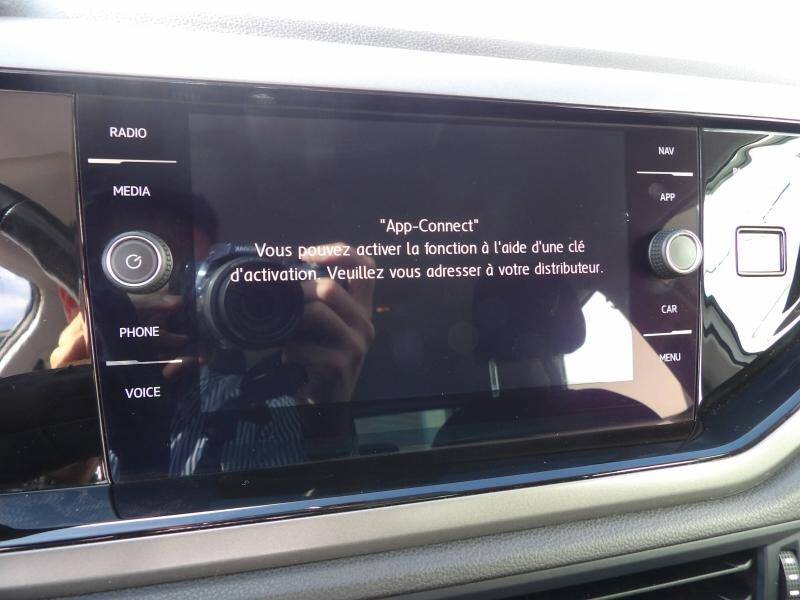 RADIO
MEDIA
PHONE
VOICE
"App-Connect"
Vous pouvez activer la fonction à l'aide d'une clé
d'activation. Veuillez vous adresser à votre distributeur.
NAV
APP
CAR
MENU